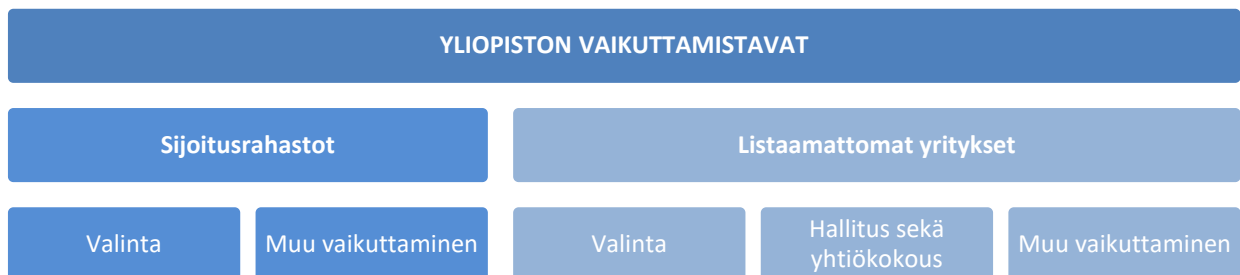 YLIOPISTON VAIKUTTAMISTAVAT
Sijoitusrahastot
Listaamattomat yritykset
Valinta
Muu vaikuttaminen
Valinta
Hallitus sekä
yhtiökokous
Muu vaikuttaminen